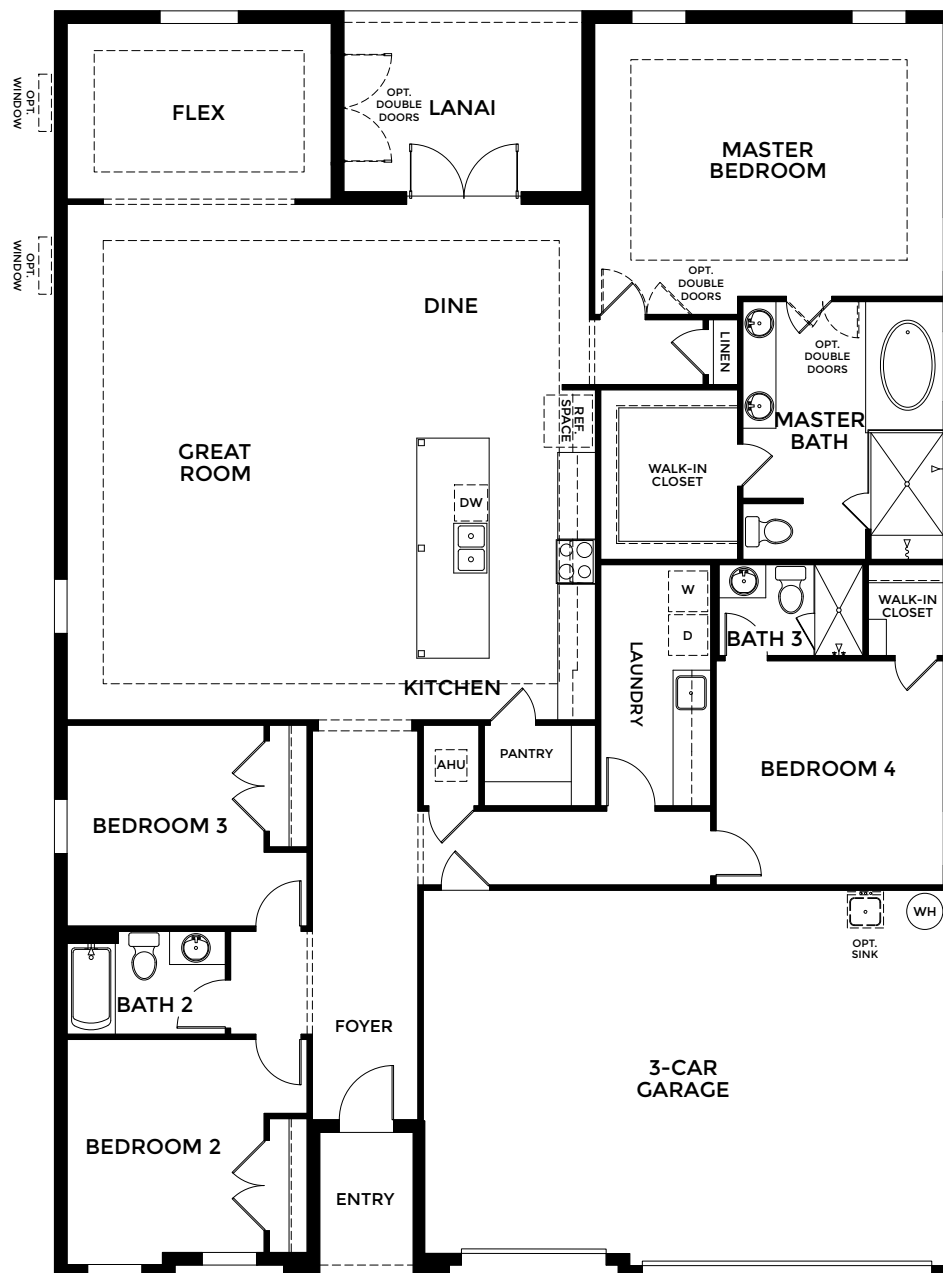 FLEX
OPT.
WINDOW
OPT.
DOUBLE
DOORS
LANAI
MASTER
BEDROOM
OPT.
WINDOW
OPT.
DOUBLE
DOORS
DINE
LINEN
OPT.
DOUBLE
DOORS
REF.
SPACE
MASTER
BATH
GREAT
ROOM
WALK-IN
CLOSET
DW
W
D
BATH 3
WALK-IN
CLOSET
LAUNDRY
KITCHEN
PANTRY
AHU
BEDROOM 4
BEDROOM 3
WH
OPT.
SINK
BATH 2
FOYER
3-CAR
GARAGE
BEDROOM 2
ENTRY